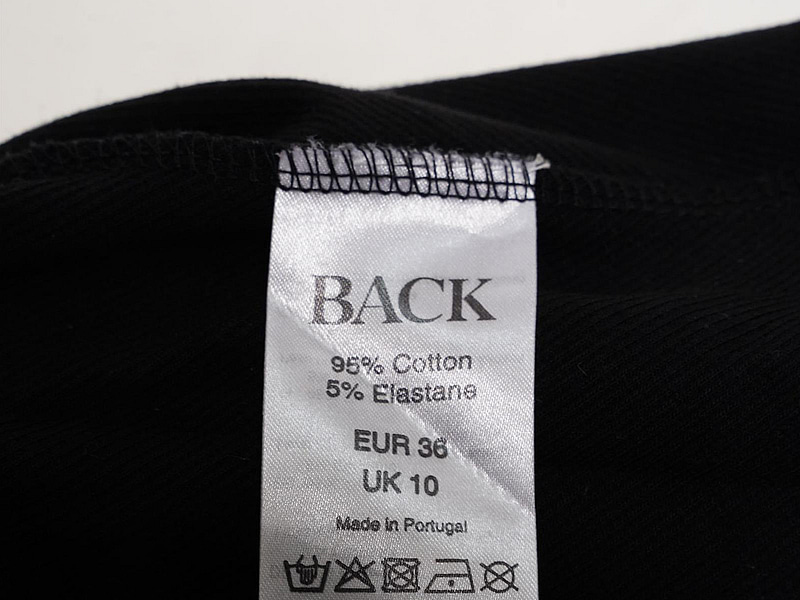 BACK
95% Cotton
5% Elastane
EUR 36
UK 10
Made in Portugal